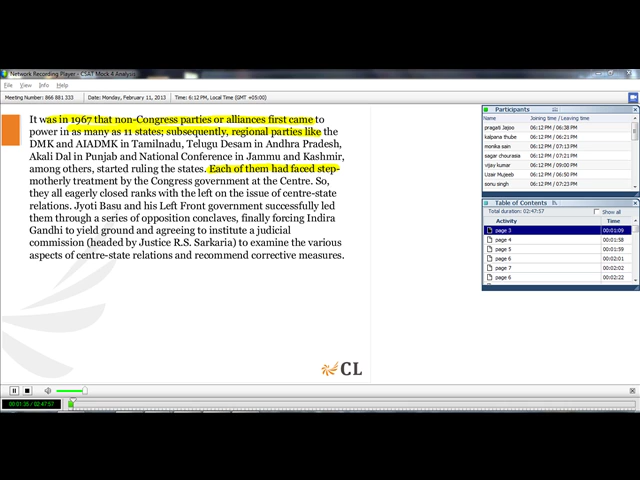 Network Recording Player - CSAT Mock 4 Analysis
File View Info Help
Meeting Number: 866 881 333 Date: Monday, February 11, 2013 Time: 6:12 PM, Local Time (GMT +05:00)
It was in 1967 that non-Congress parties or alliances first came to
power in as many as 11 states; subsequently, regional parties like the
DMK and AIADMK in Tamilnadu, Telugu Desam in Andhra Pradesh,
Akali Dal in Punjab and National Conference in Jammu and Kashmir,
among others, started ruling the states. Each of them had faced step-
motherly treatment by the Congress government at the Centre. So,
they all eagerly closed ranks with the left on the issue of centre-state
relations. Jyoti Basu and his Left Front government successfully led
them through a series of opposition conclaves, finally forcing Indira
Gandhi to yield ground and agreeing to institute a judicial
commission (headed by Justice R.S. Sarkaria) to examine the various
aspects of centre-state relations and recommend corrective measures.
CL
Participants
Name Joining time / Leaving time
pragati Jajoo 06:12 PM / 06:38 PM
kalpana thube 06:12 PM / 06:21 PM
monika sain 06:12 PM / 07:13 PM
sagar chourasia 06:12 PM / 06:21 PM
vijay kumar 06:12 PM / 09:00 PM
Uzair Mujeeb 06:12 PM / 06:50 PM
sonu singh 06:12 PM / 07:23 PM
Table of Contents
Total duration: 02:47:57 Show all
Activity Time
page 3 00:01:09
page 4 00:01:58
page 5 00:01:59
page 6 00:02:01
page 7 00:02:02
page 6 00:02:22
00:01:35 / 02:47:57